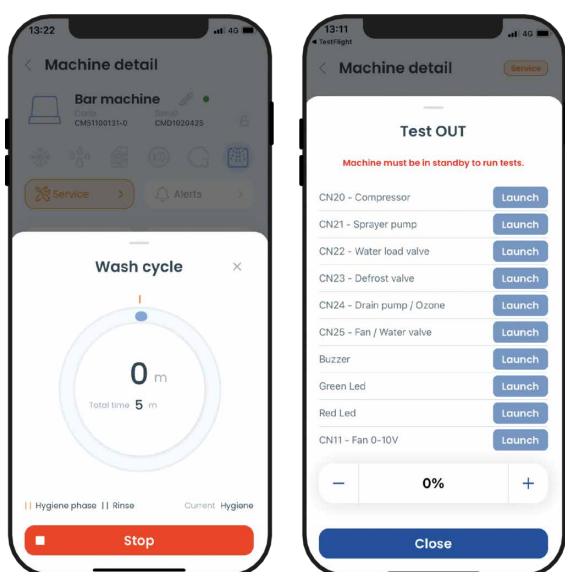 13:22
4G
Machine detail
Bar machine
Serial
CM51100131-0 CMD1020425
Service
Alerts
Wash cycle
0 m
Total time 5 m
Hygiene phase Rinse Current Hygiene
Stop
13:11
TestFlight
4G
Machine detail
Service
Test OUT
Machine must be in standby to run tests.
CN20 - Compressor Launch
CN21 - Sprayer pump Launch
CN22 - Water load valve Launch
CN23 - Defrost valve Launch
CN24 - Drain pump / Ozone Launch
CN25 - Fan / Water valve Launch
Buzzer Launch
Green Led Launch
Red Led Launch
CN11 - Fan 0-10V Launch
− 0% +
Close